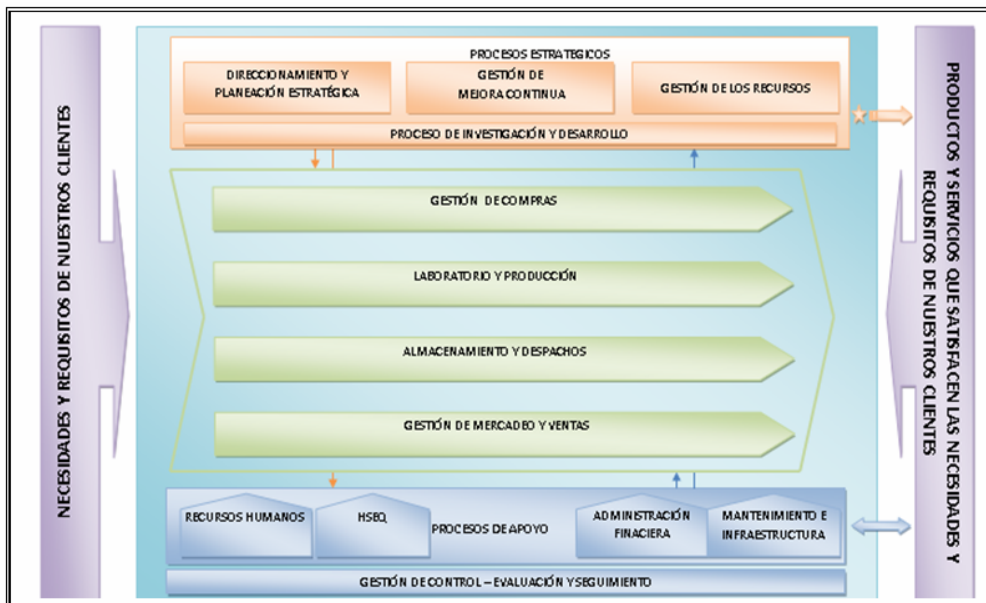 NECESIDADES Y REQUISITOS DE NUESTROS CLIENTES
PROCESOS ESTRATEGICOS
DIRECCIONAMIENTO Y
PLANEACIÓN ESTRATÉGICA
GESTIÓN DE
MEJORA CONTINUA
GESTIÓN DE LOS RECURSOS
PROCESO DE INVESTIGACIÓN Y DESARROLLO
GESTIÓN DE COMPRAS
LABORATORIO Y PRODUCCIÓN
ALMACENAMIENTO Y DESPACHOS
GESTIÓN DE MERCADEO Y VENTAS
RECURSOS HUMANOS
HSEQ
PROCESOS DE APOYO
ADMINISTRACIÓN
FINACIERA
MANTENIMIENTO E
INFRAESTRUCTURA
GESTIÓN DE CONTROL – EVALUACIÓN Y SEGUIMIENTO
PRODUCTOS Y SERVICIOS QUE SATISFACEN LAS NECESIDADES Y
REQUISITOS DE NUESTROS CLIENTES